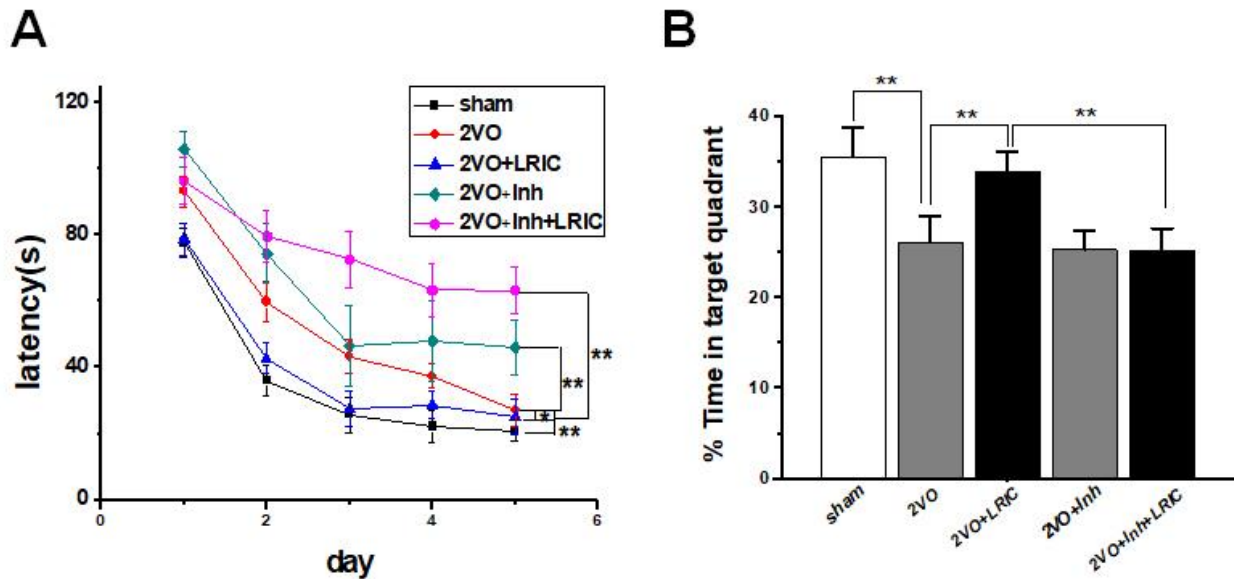 A
latency(s)
120
80
40
0
0
2
4
6
day
sham
2VO
2VO+LRIC
2VO+Inh
2VO+Inh+LRIC
**
**
*
**
B
% Time in target quadrant
40
30
20
10
0
**
**
**
sham
2VO
2VO+LRIC
2VO+Inh
2VO+Inh+LRIC